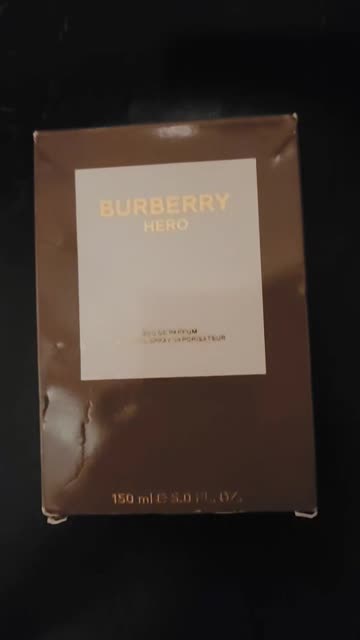 BURBERRY
HERO
EAU DE PARFUM
SPRAY / VAPORISATEUR
150 ml ℮ 5.0 FL. OZ.